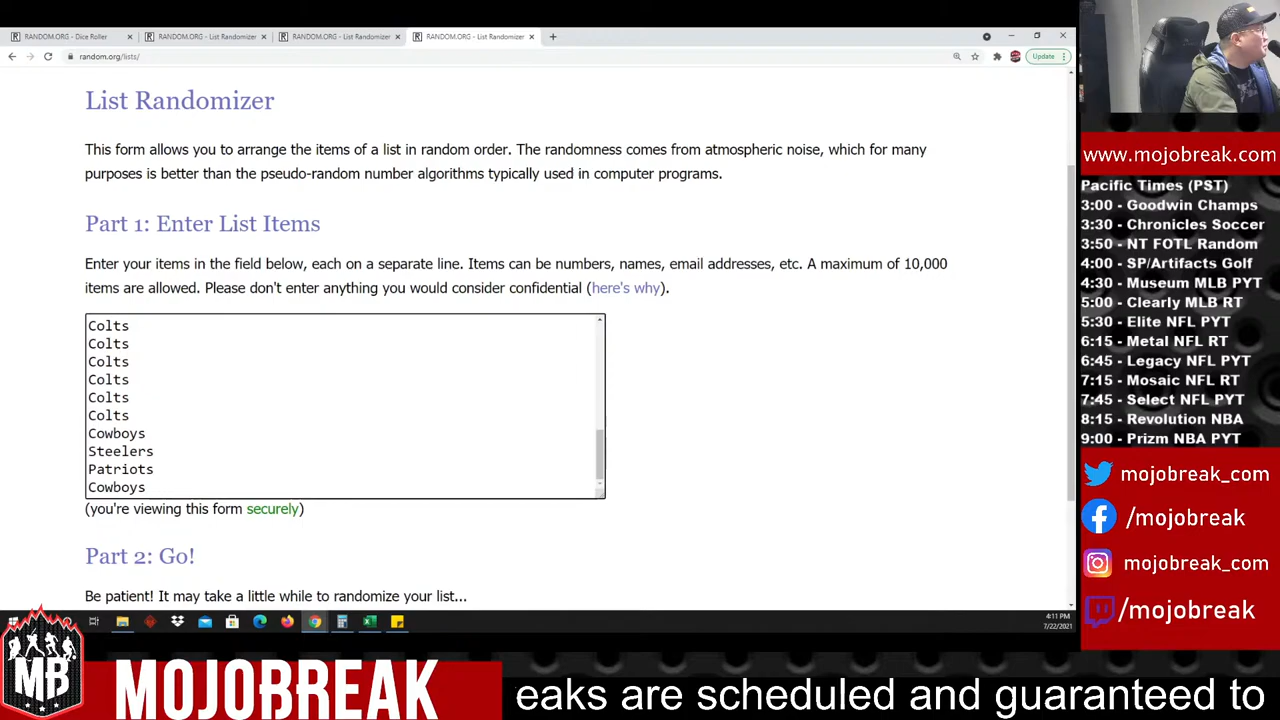 RANDOM.ORG - Dice Roller
RANDOM.ORG - List Randomizer
RANDOM.ORG - List Randomizer
RANDOM.ORG - List Randomizer
random.org/lists/
Update
List Randomizer
This form allows you to arrange the items of a list in random order. The randomness comes from atmospheric noise, which for many
purposes is better than the pseudo-random number algorithms typically used in computer programs.
Part 1: Enter List Items
Enter your items in the field below, each on a separate line. Items can be numbers, names, email addresses, etc. A maximum of 10,000
items are allowed. Please don't enter anything you would consider confidential (here's why).
Colts
Colts
Colts
Colts
Colts
Colts
Cowboys
Steelers
Patriots
Cowboys
(you're viewing this form securely)
Part 2: Go!
Be patient! It may take a little while to randomize your list...
4:11 PM
7/22/2021
www.mojobreak.com
Pacific Times (PST)
3:00 - Goodwin Champs
3:30 - Chronicles Soccer
3:50 - NT FOTL Random
4:00 - SP/Artifacts Golf
4:30 - Museum MLB PYT
5:00 - Clearly MLB RT
5:30 - Elite NFL PYT
6:15 - Metal NFL RT
6:45 - Legacy NFL PYT
7:15 - Mosaic NFL RT
7:45 - Select NFL PYT
8:15 - Revolution NBA
9:00 - Prizm NBA PYT
mojobreak_com
/mojobreak
mojobreak_com
/mojobreak
MB
MOJOBREAK
eaks are scheduled and guaranteed to